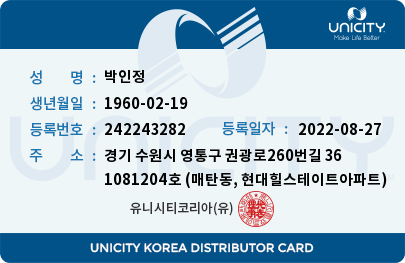 UNICITY
Make Life Better
성 명 : 박인정
생년월일 : 1960-02-19
등록번호 : 242243282 등록일자 : 2022-08-27
주 소 : 경기 수원시 영통구 권광로260번길 36
1081204호 (매탄동, 현대힐스테이트아파트)
유니시티코리아(유)
UNICITY KOREA DISTRIBUTOR CARD